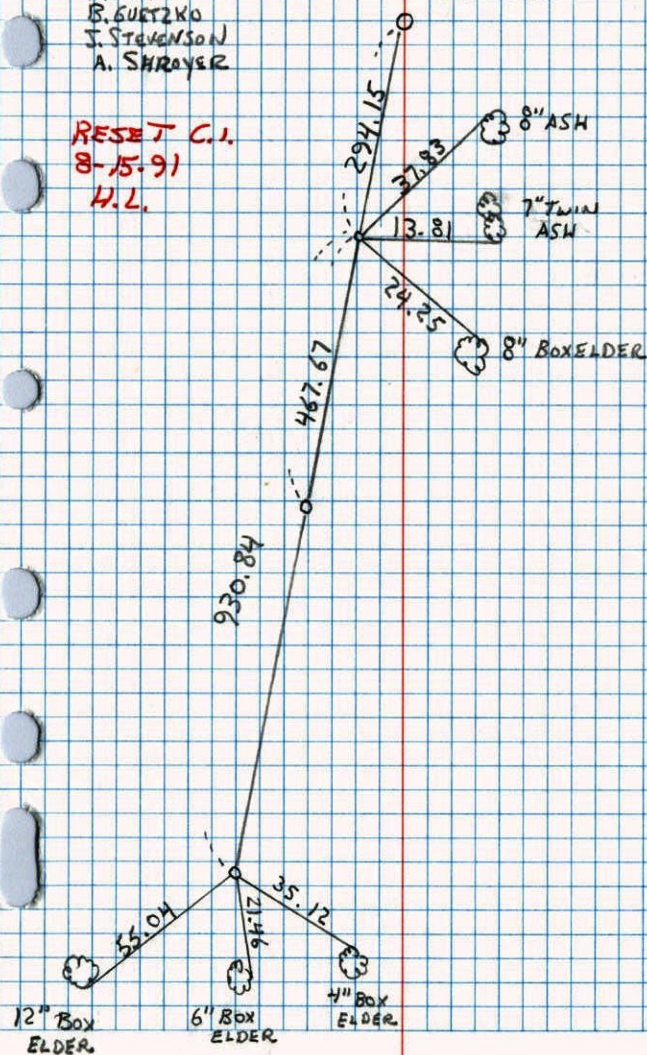 B. GUETZKO
J. STEVENSON
A. SHROYER
RESET C.I.
8-15-91
H.L.
294.15
37.83
8" ASH
13.81
7" TWIN
ASH
24.25
8" BOXELDER
467.67
930.84
55.04
21.46
35.12
12" BOX
ELDER
6" BOX
ELDER
4" BOX
ELDER